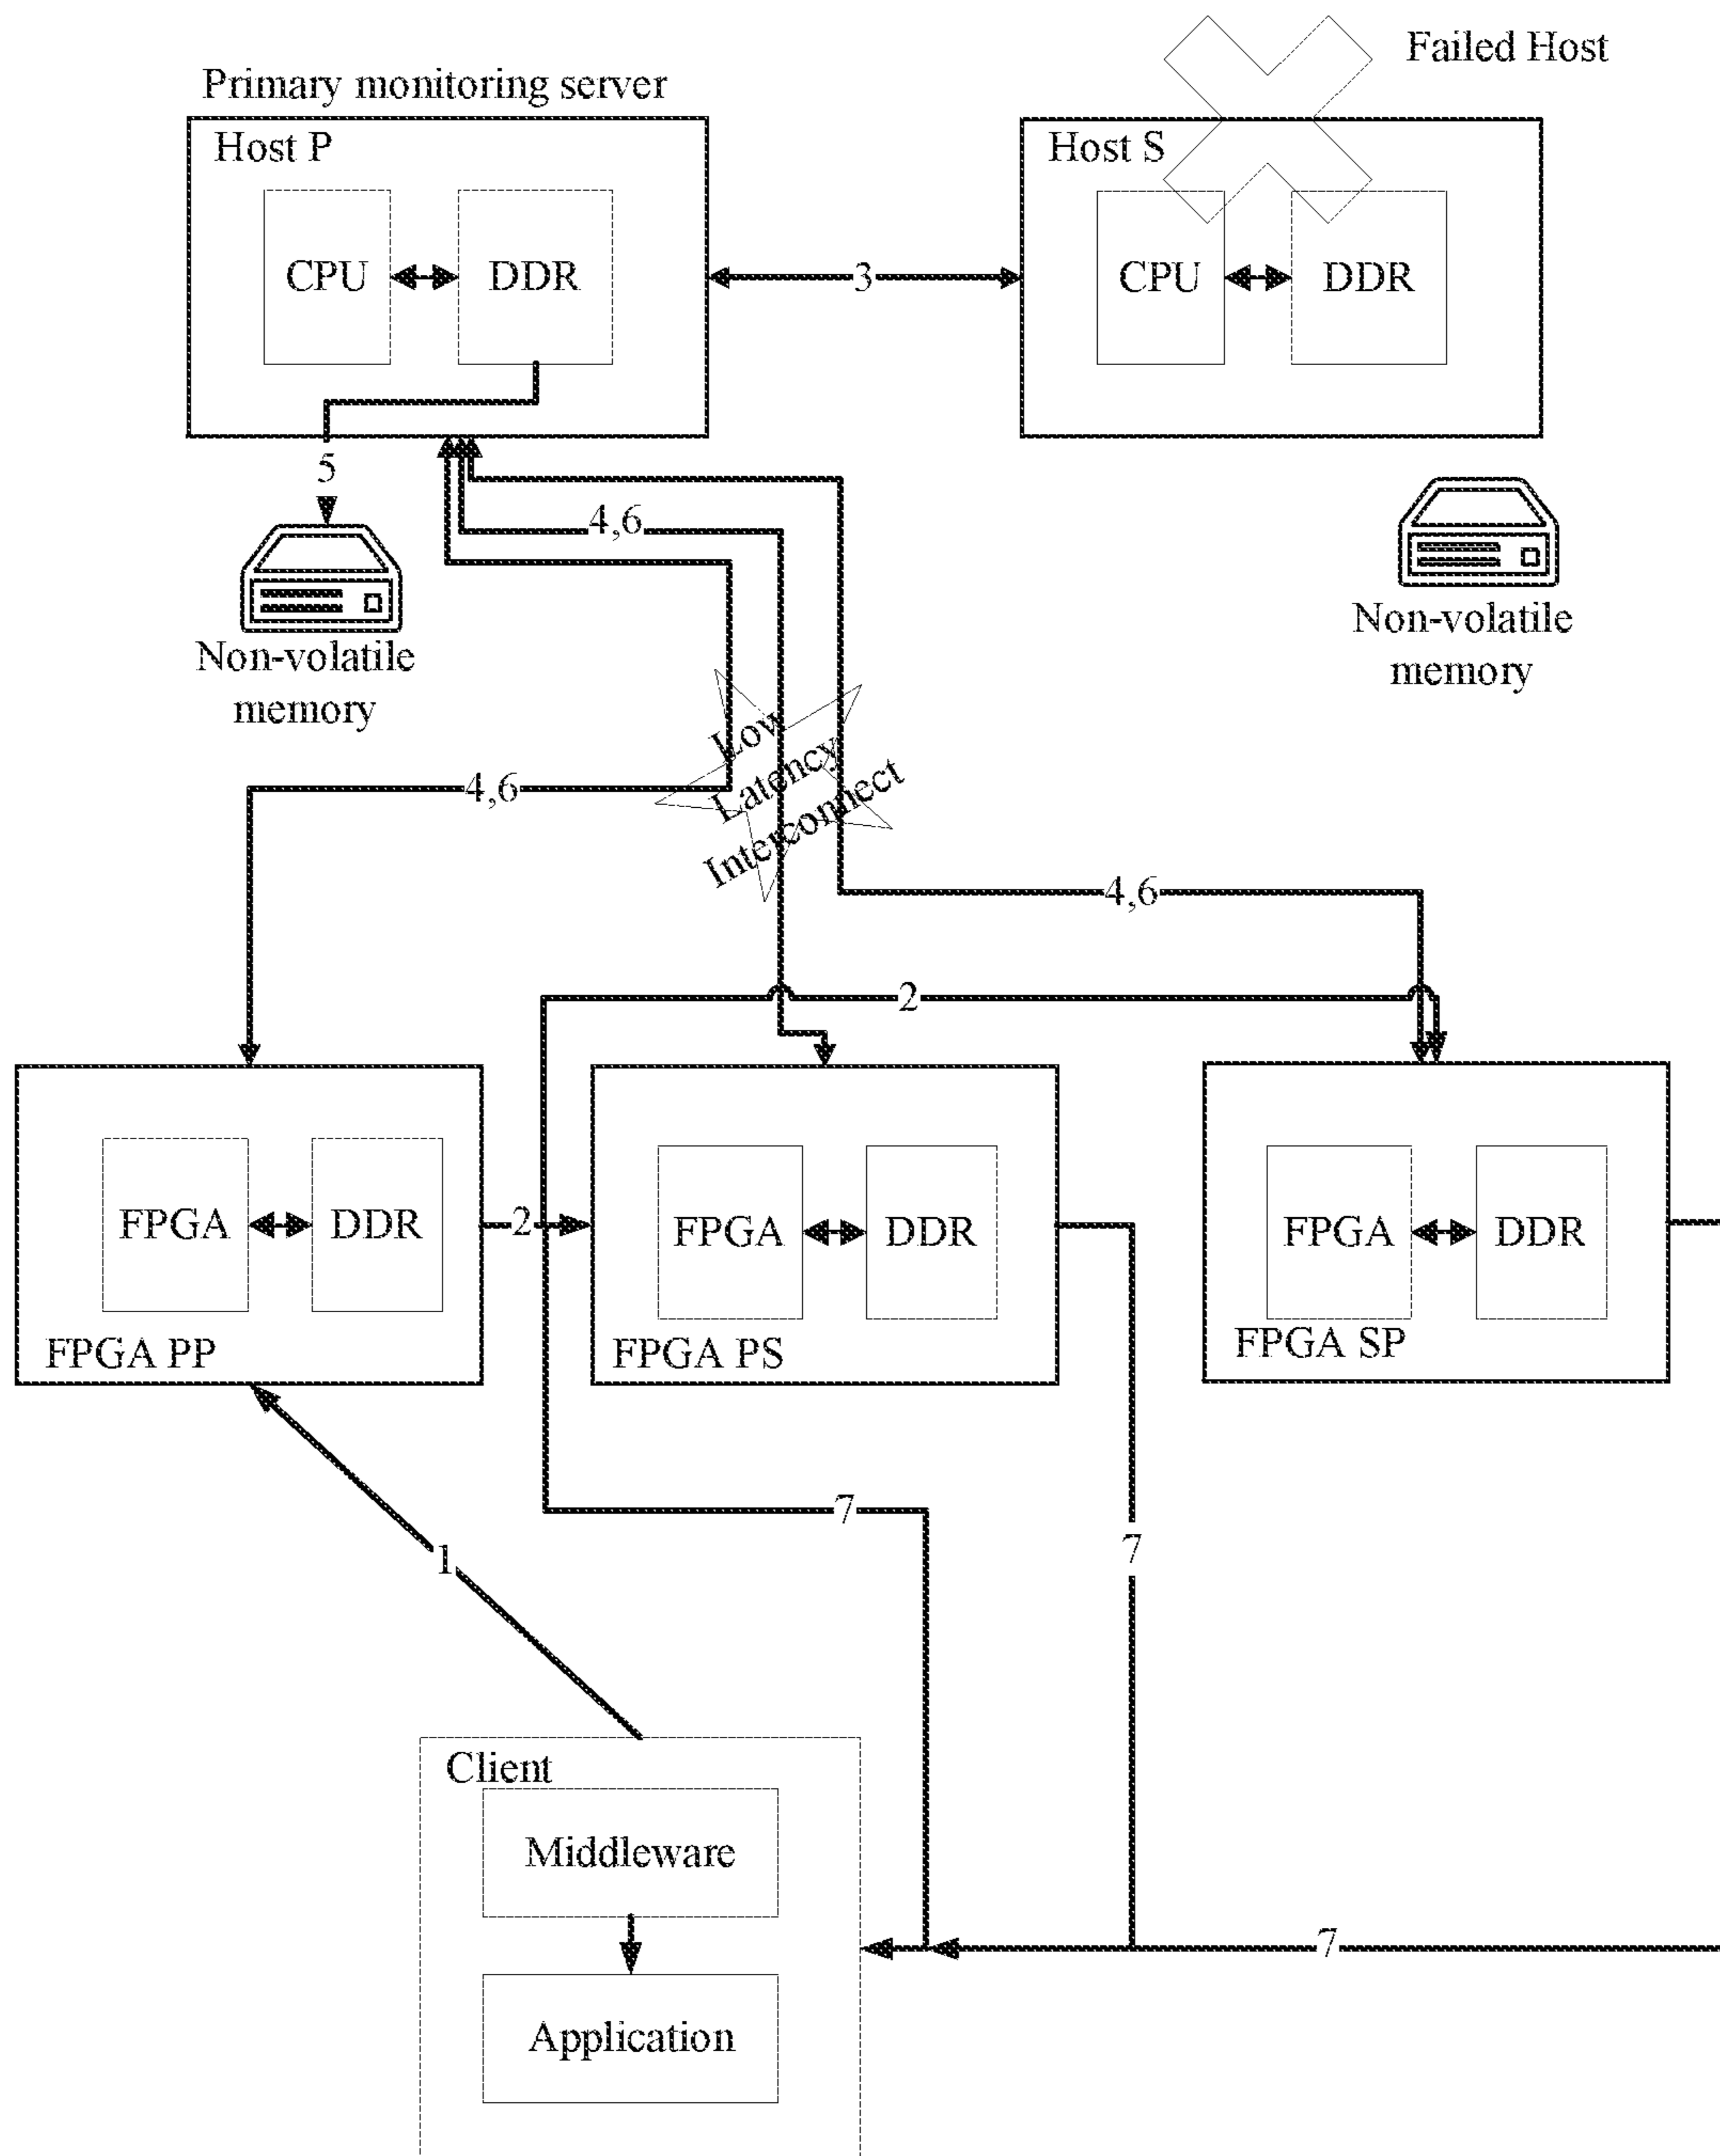 Failed Host
Primary monitoring server
Host P
Host S
CPU
DDR
CPU
DDR
3
5
4,6
Non-volatile
memory
Non-volatile
memory
Low
Latency
Interconnect
4,6
4,6
2
FPGA
DDR
2
FPGA
DDR
FPGA
DDR
FPGA PP
FPGA PS
FPGA SP
7
7
1
Client
Middleware
7
Application